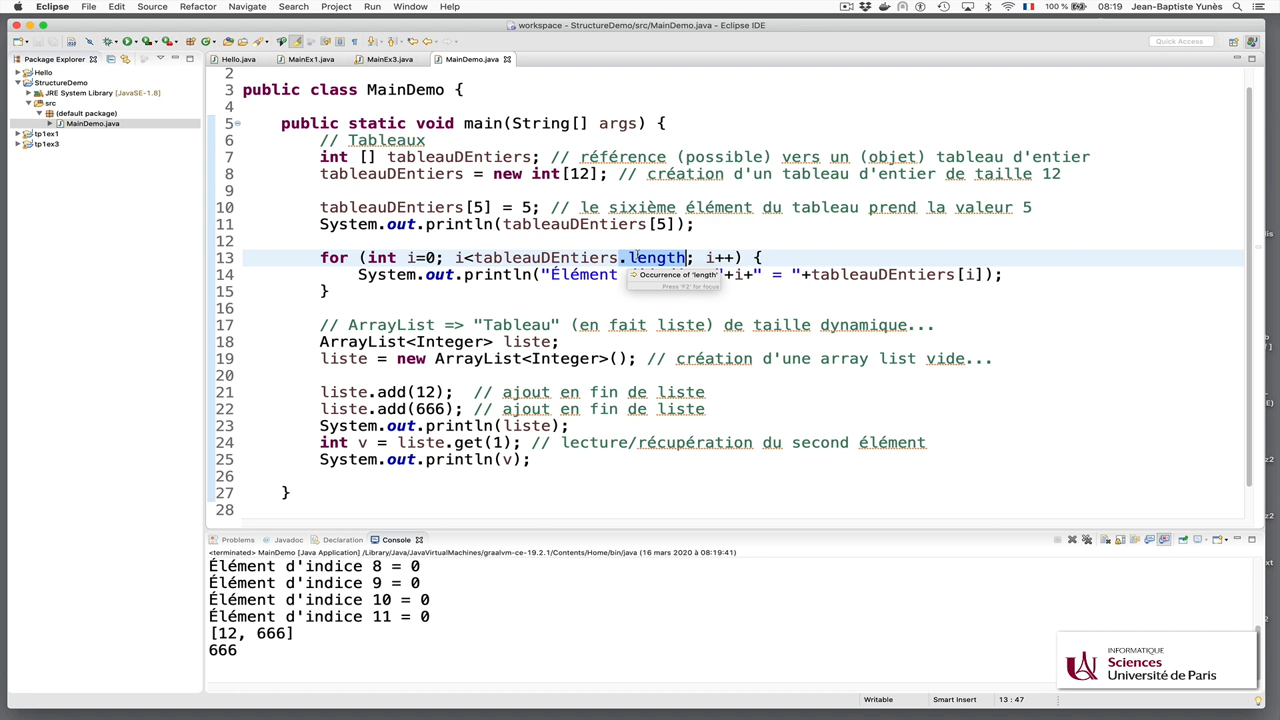 Eclipse File Edit Source Refactor Navigate Search Project Run Window Help 100 % 08:19 Jean-Baptiste Yunès
workspace - StructureDemo/src/MainDemo.java - Eclipse IDE
Quick Access
Package Explorer
Hello
StructureDemo
JRE System Library [JavaSE-1.8]
src
(default package)
MainDemo.java
tp1ex1
tp1ex3
Hello.java MainEx1.java MainEx3.java MainDemo.java
2
3 public class MainDemo {
4
5 public static void main(String[] args) {
6 // Tableaux
7 int [] tableauDEntiers; // référence (possible) vers un (objet) tableau d'entier
8 tableauDEntiers = new int[12]; // création d'un tableau d'entier de taille 12
9
10 tableauDEntiers[5] = 5; // le sixième élément du tableau prend la valeur 5
11 System.out.println(tableauDEntiers[5]);
12
13 for (int i=0; i<tableauDEntiers.length; i++) {
14 System.out.println("Élément "+i+" = "+tableauDEntiers[i]);
Occurrence of 'length'
Press 'F2' for focus
15 }
16
17 // ArrayList => "Tableau" (en fait liste) de taille dynamique...
18 ArrayList<Integer> liste;
19 liste = new ArrayList<Integer>(); // création d'une array list vide...
20
21 liste.add(12); // ajout en fin de liste
22 liste.add(666); // ajout en fin de liste
23 System.out.println(liste);
24 int v = liste.get(1); // lecture/récupération du second élément
25 System.out.println(v);
26
27 }
28
Problems Javadoc Declaration Console
<terminated> MainDemo [Java Application] /Library/Java/JavaVirtualMachines/graalvm-ce-19.2.1/Contents/Home/bin/java (16 mars 2020 à 08:19:41)
Élément d'indice 8 = 0
Élément d'indice 9 = 0
Élément d'indice 10 = 0
Élément d'indice 11 = 0
[12, 666]
666
INFORMATIQUE
Sciences
Université de Paris
Writable Smart Insert 13 : 47